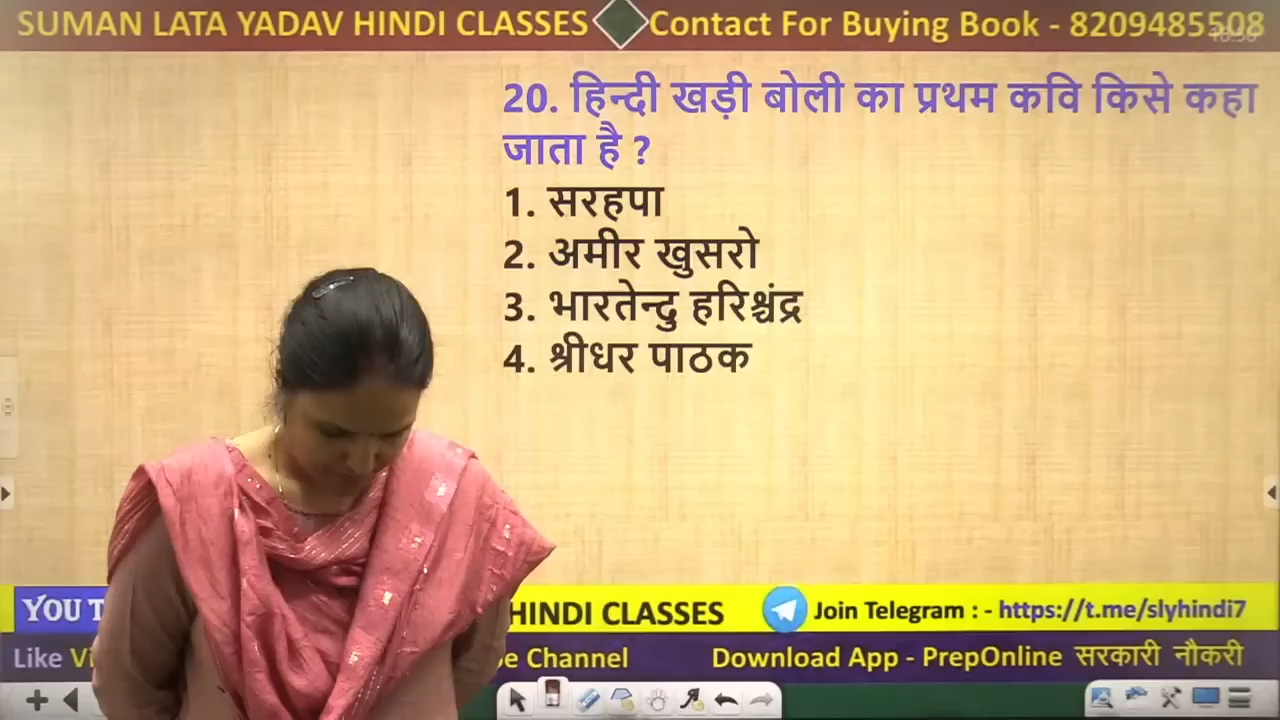 SUMAN LATA YADAV HINDI CLASSES Contact For Buying Book - 8209485508
20. हिन्दी खड़ी बोली का प्रथम कवि किसे कहा
जाता है ?
1. सरहपा
2. अमीर खुसरो
3. भारतेन्दु हरिश्चंद्र
4. श्रीधर पाठक
YOU HINDI CLASSES Join Telegram : - https://t.me/slyhindi7
Like Channel Download App - PrepOnline सरकारी नौकरी